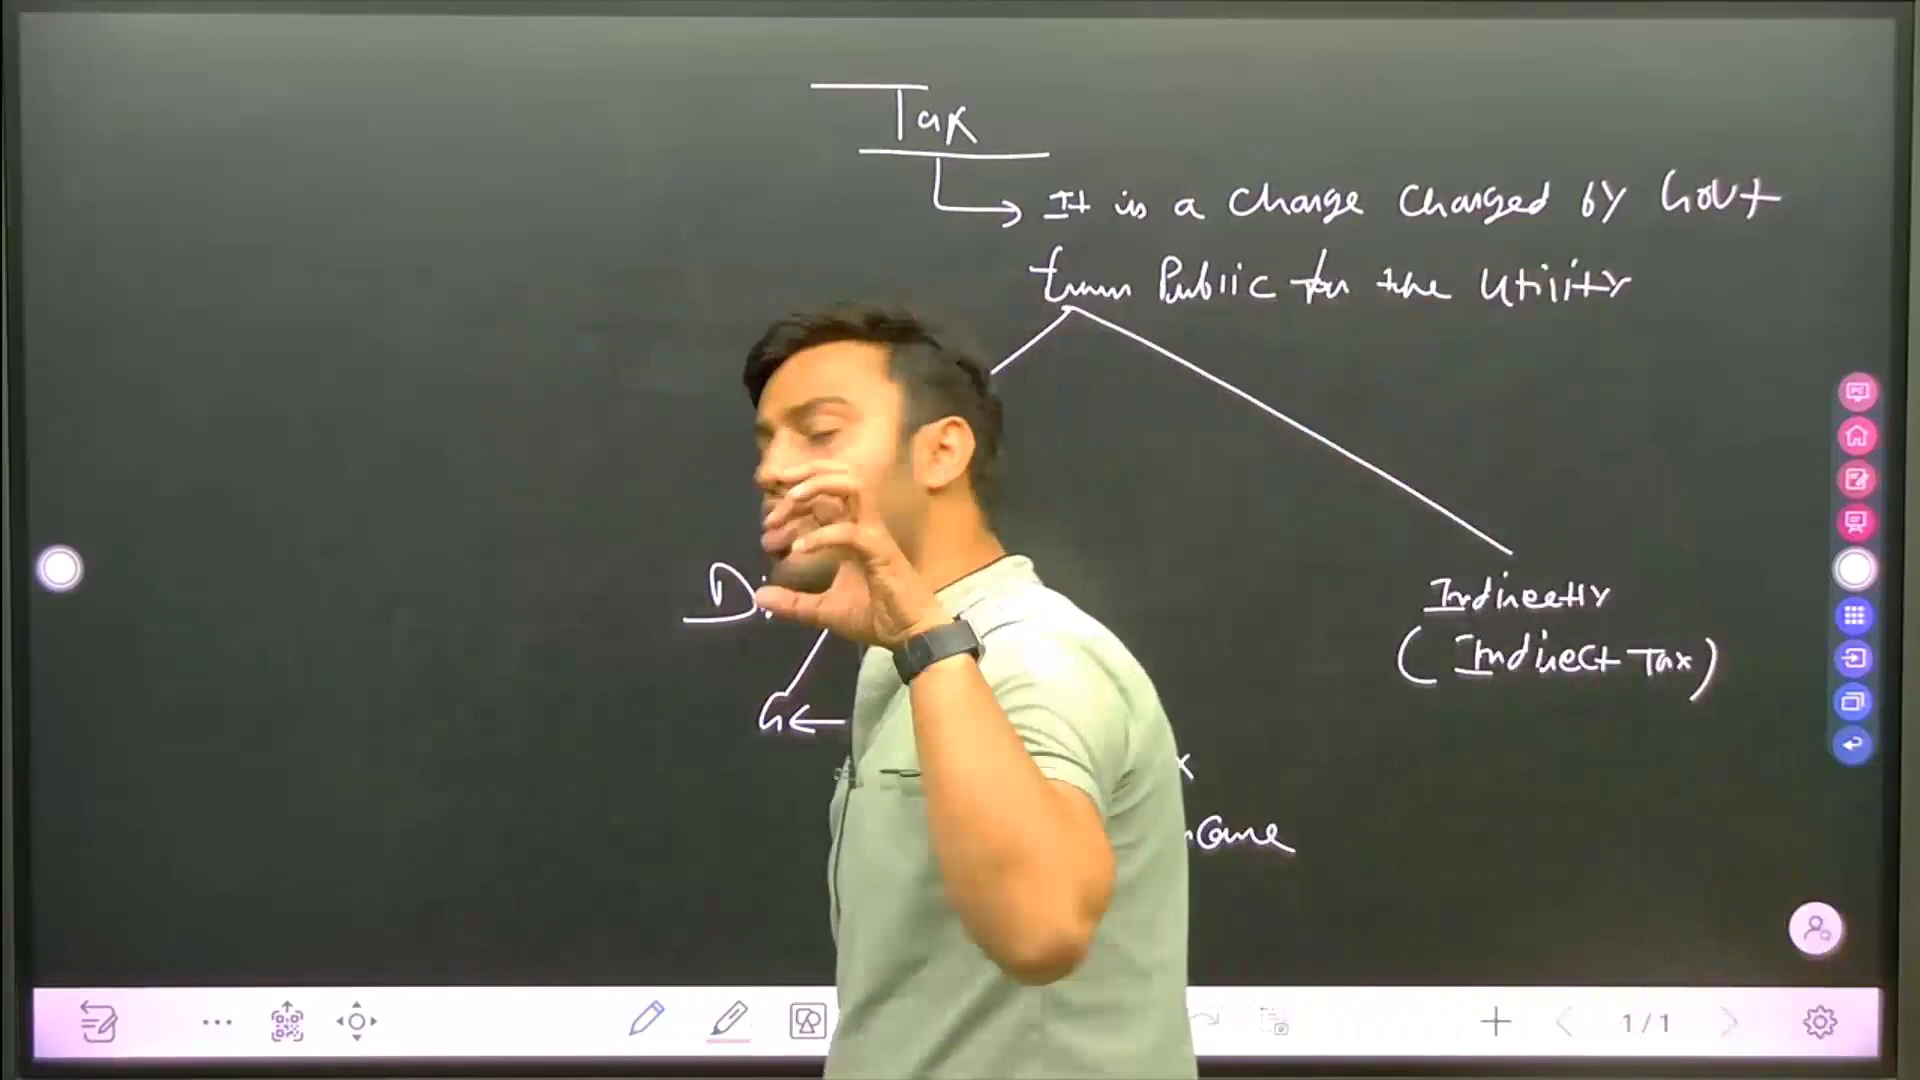 Tax
It is a charge charged by Govt
from Public for the Utility
Indirectly
(Indirect Tax)
G←
1/1